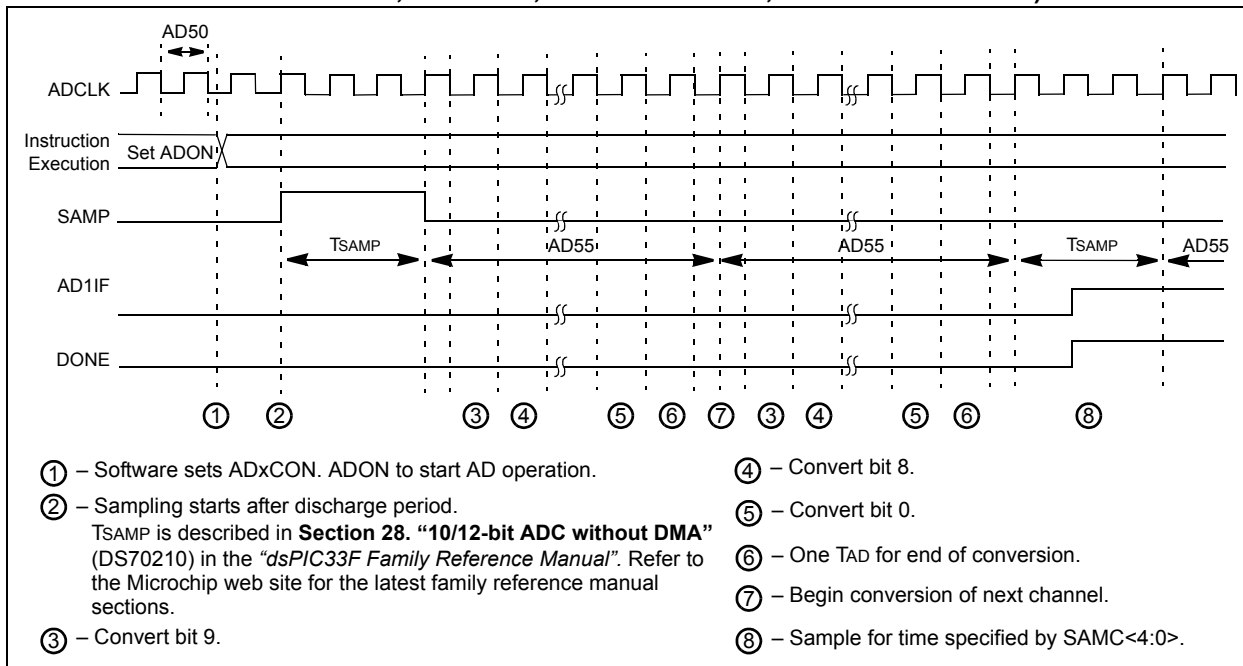 AD50
ADCLK
Instruction
Execution
Set ADON
SAMP
TSAMP
AD55
AD55
TSAMP
AD55
AD1IF
DONE
1 2 3 4 5 6 7 3 4 5 6 8
1 – Software sets ADxCON. ADON to start AD operation.
2 – Sampling starts after discharge period.
TSAMP is described in Section 28. “10/12-bit ADC without DMA”
(DS70210) in the “dsPIC33F Family Reference Manual”. Refer to
the Microchip web site for the latest family reference manual
sections.
3 – Convert bit 9.
4 – Convert bit 8.
5 – Convert bit 0.
6 – One TAD for end of conversion.
7 – Begin conversion of next channel.
8 – Sample for time specified by SAMC<4:0>.